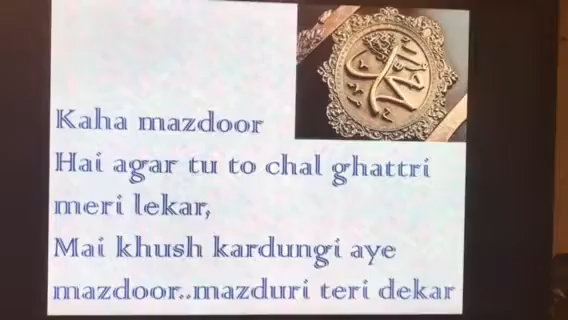 Kaha mazdoor
Hai agar tu to chal ghattri
meri lekar,
Mai khush kardungi aye
mazdoor..mazduri teri dekar